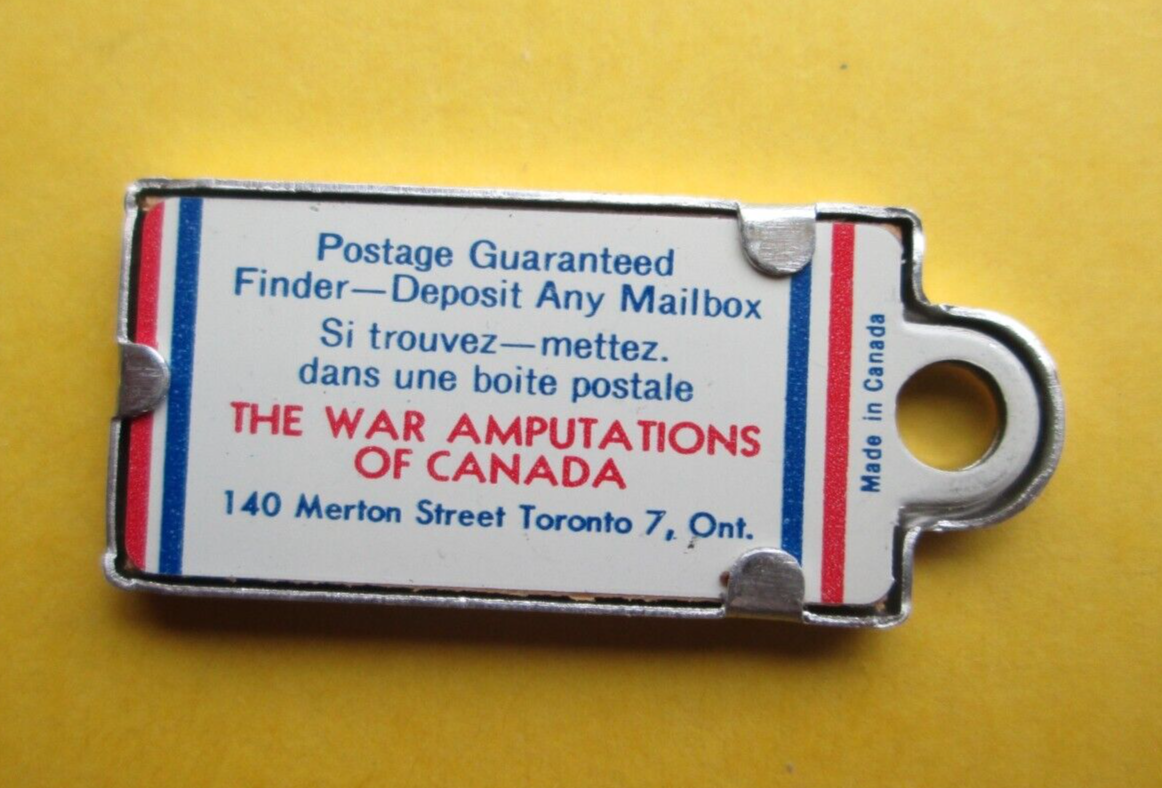 Postage Guaranteed
Finder—Deposit Any Mailbox
Si trouvez—mettez.
dans une boite postale
THE WAR AMPUTATIONS
OF CANADA
140 Merton Street Toronto 7, Ont.
Made in Canada